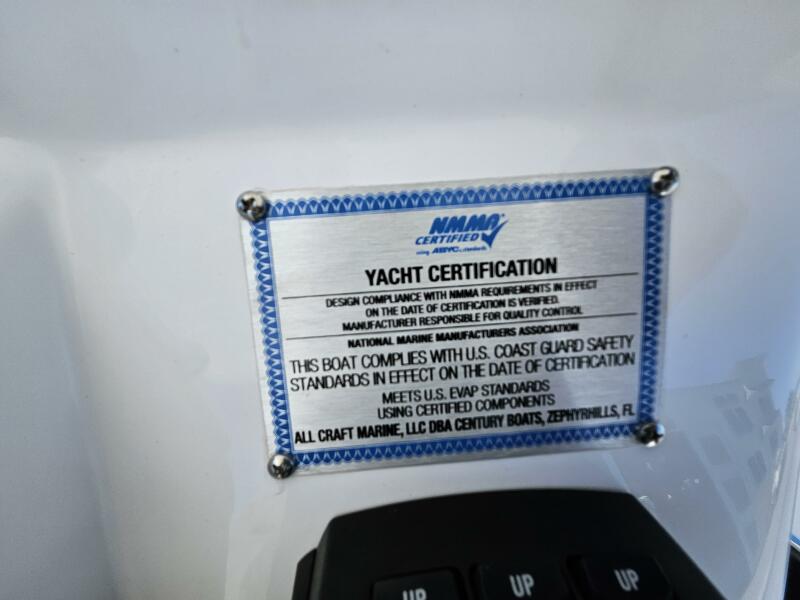 NMMA
CERTIFIED
using ABYC standards
YACHT CERTIFICATION
DESIGN COMPLIANCE WITH NMMA REQUIREMENTS IN EFFECT
ON THE DATE OF CERTIFICATION IS VERIFIED.
MANUFACTURER RESPONSIBLE FOR QUALITY CONTROL
NATIONAL MARINE MANUFACTURERS ASSOCIATION
THIS BOAT COMPLIES WITH U.S. COAST GUARD SAFETY
STANDARDS IN EFFECT ON THE DATE OF CERTIFICATION
MEETS U.S. EVAP STANDARDS
USING CERTIFIED COMPONENTS
ALL CRAFT MARINE, LLC DBA CENTURY BOATS, ZEPHYRHILLS, FL
UP UP UP